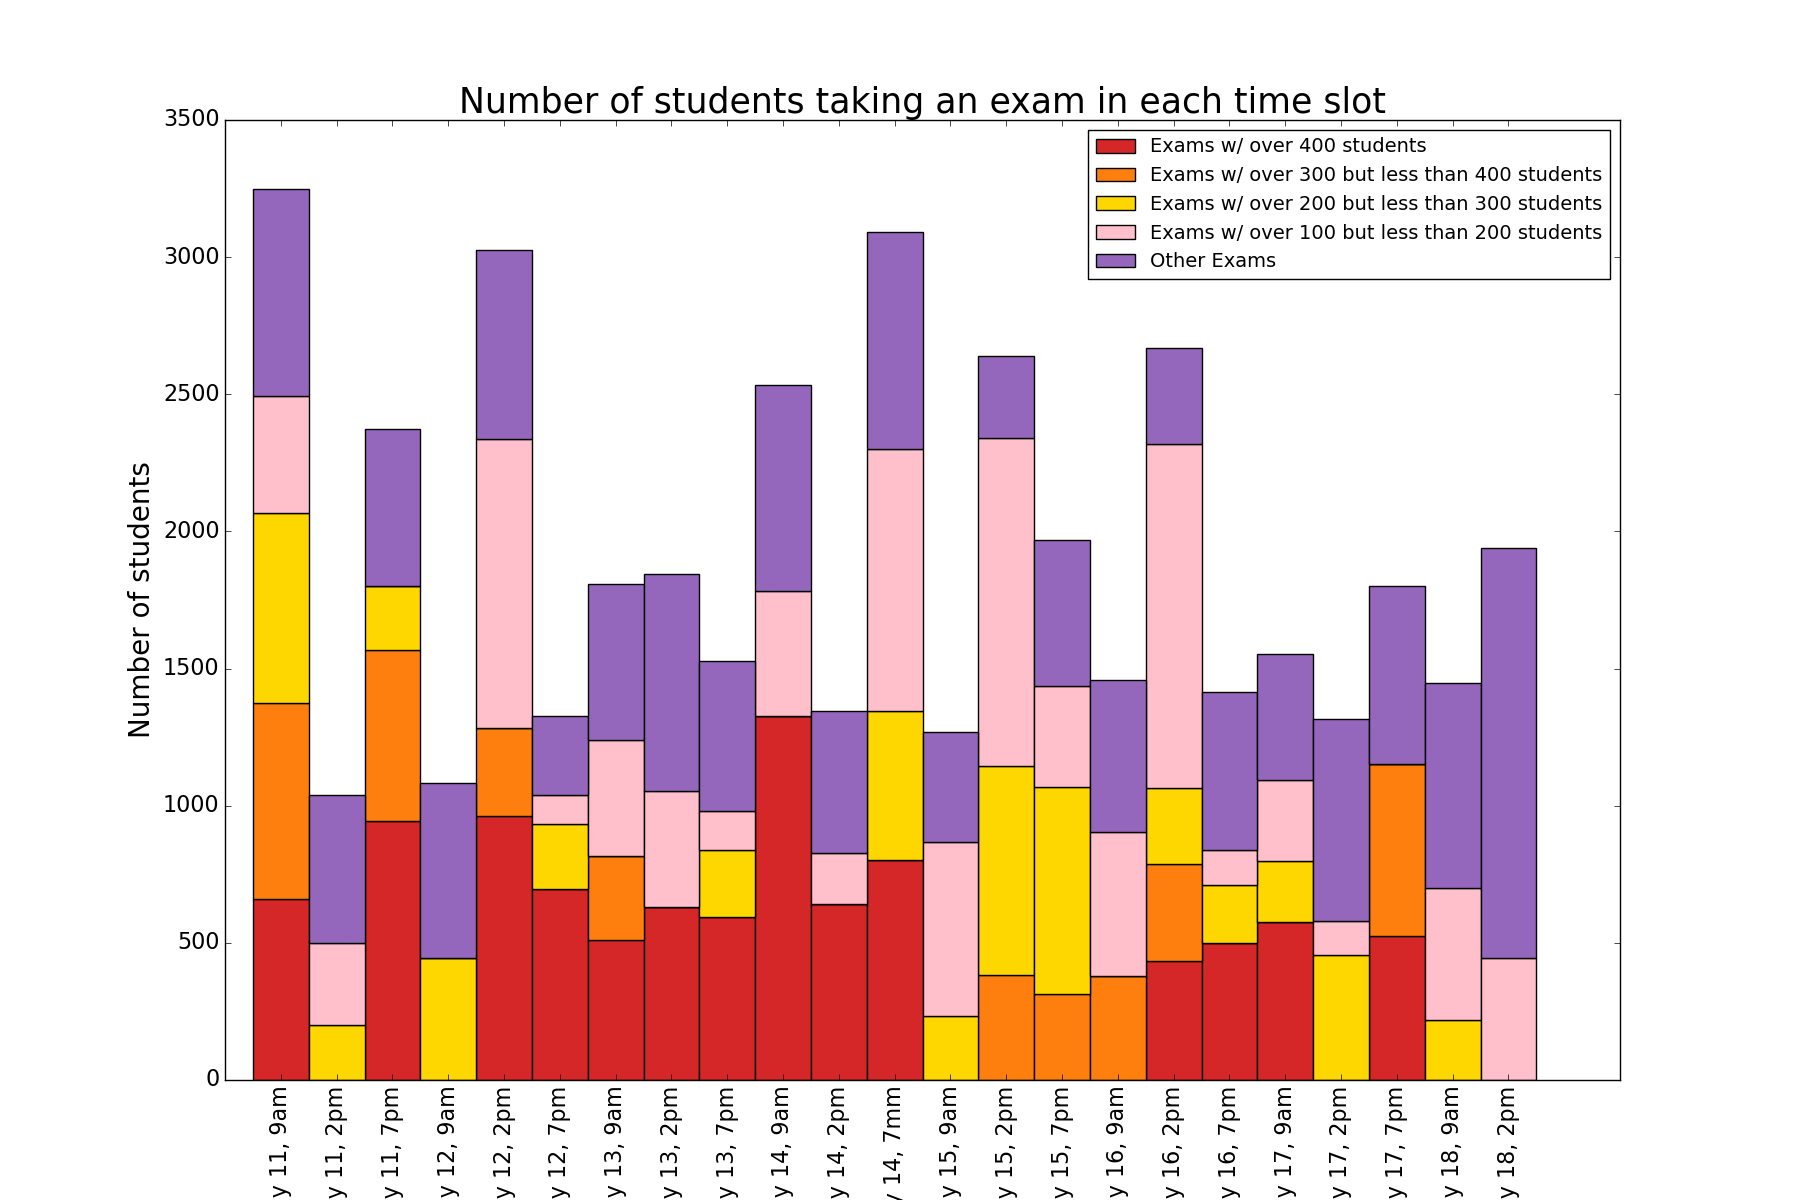 Number of students taking an exam in each time slot
3500
3000
2500
2000
1500
1000
500
0
Number of students
Exams w/ over 400 students
Exams w/ over 300 but less than 400 students
Exams w/ over 200 but less than 300 students
Exams w/ over 100 but less than 200 students
Other Exams
y 11, 9am
y 11, 2pm
y 11, 7pm
y 12, 9am
y 12, 2pm
y 12, 7pm
y 13, 9am
y 13, 2pm
y 13, 7pm
y 14, 9am
y 14, 2pm
y 14, 7mm
y 15, 9am
y 15, 2pm
y 15, 7pm
y 16, 9am
y 16, 2pm
y 16, 7pm
y 17, 9am
y 17, 2pm
y 17, 7pm
y 18, 9am
y 18, 2pm